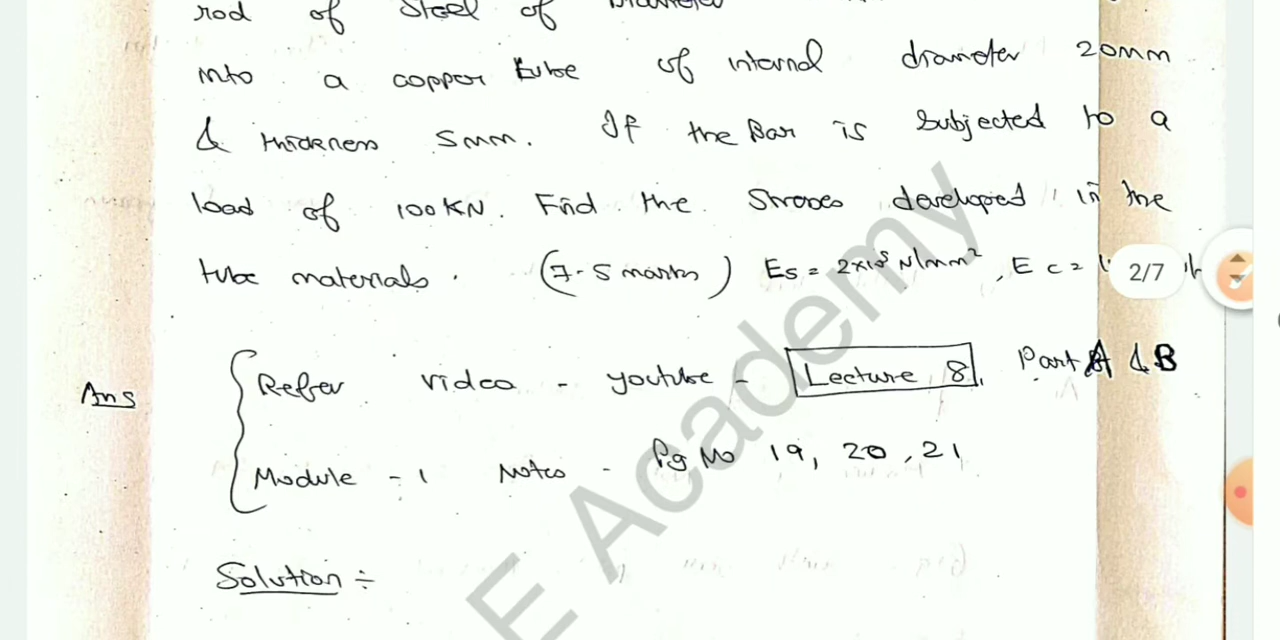 rod of Steel of Diameter
into a copper tube of internal diameter 20mm
& thickness 5mm. If the Bar is Subjected to a
load of 100KN. Find the Stresses developed in the
tube materials. (7.5 marks) Es = 2x10⁵ N/mm², Ec = 2/7
Ans Refer video - youtube - Lecture 8, Part A & B
Module - 1 Notes - Pg No 19, 20, 21
Solution ÷
E Academy